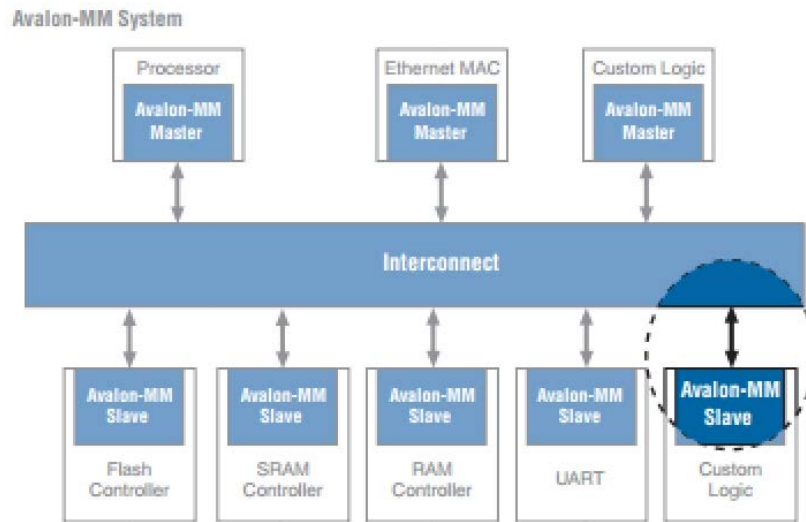 Avalon-MM System
Processor
Avalon-MM
Master
Ethernet MAC
Avalon-MM
Master
Custom Logic
Avalon-MM
Master
Interconnect
Avalon-MM
Slave
Flash
Controller
Avalon-MM
Slave
SRAM
Controller
Avalon-MM
Slave
RAM
Controller
Avalon-MM
Slave
UART
Avalon-MM
Slave
Custom
Logic